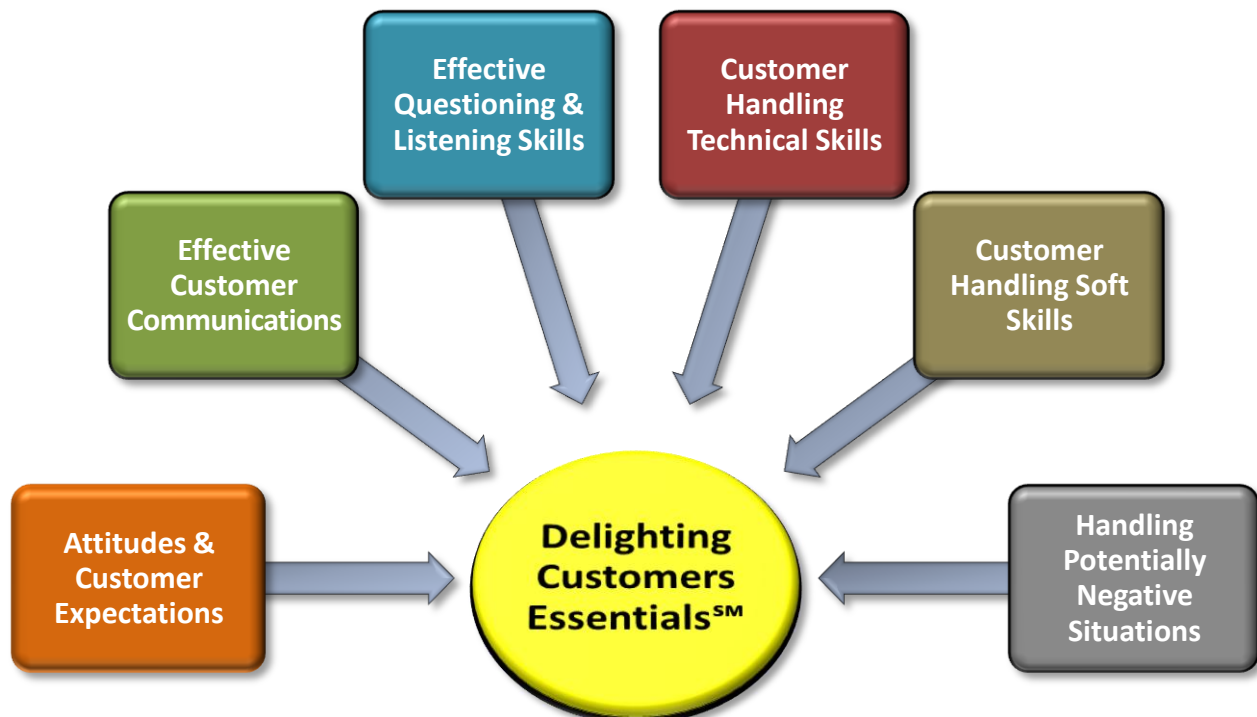 Attitudes &
Customer
Expectations
Effective
Customer
Communications
Effective
Questioning &
Listening Skills
Customer
Handling
Technical Skills
Customer
Handling Soft
Skills
Handling
Potentially
Negative
Situations
Delighting
Customers
Essentials℠